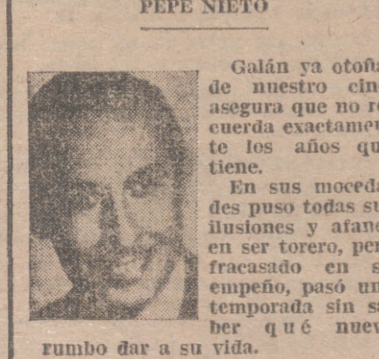 PEPE NIETO
Galán ya otoña
de nuestro cin
asegura que no re
cuerda exactamen
te los años qu
tiene.
En sus moceda
des puso todas su
ilusiones y afane
en ser torero, per
fracasado en s
empeño, pasó un
temporada sin sa
ber qué nuev
rumbo dar a su vida.